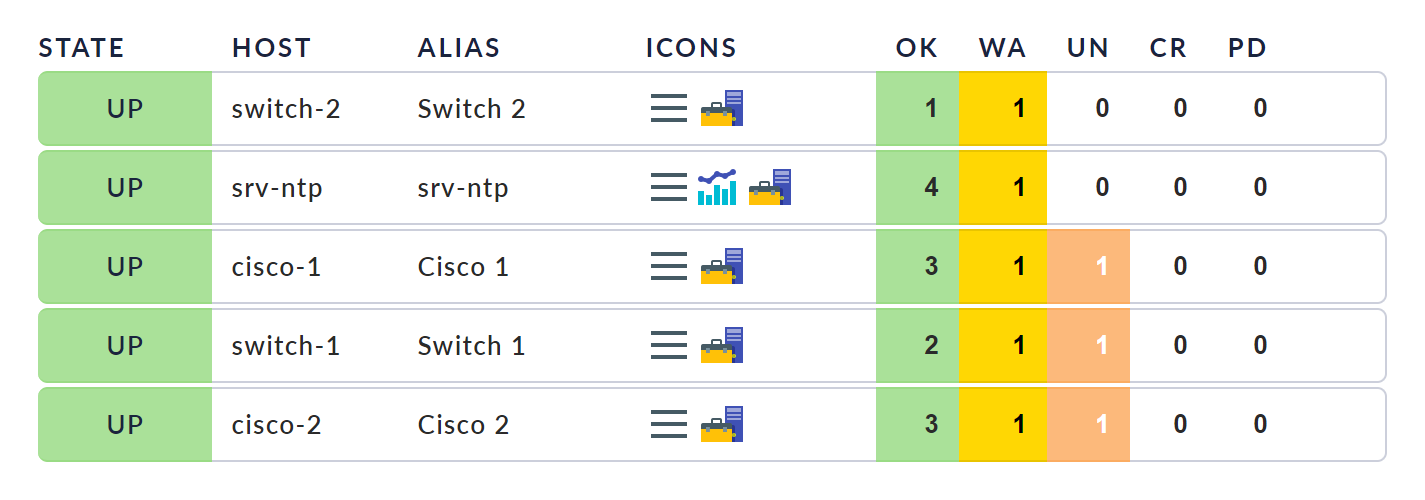 STATE HOST ALIAS ICONS OK WA UN CR PD
UP switch-2 Switch 2 1 1 0 0 0
UP srv-ntp srv-ntp 4 1 0 0 0
UP cisco-1 Cisco 1 3 1 1 0 0
UP switch-1 Switch 1 2 1 1 0 0
UP cisco-2 Cisco 2 3 1 1 0 0